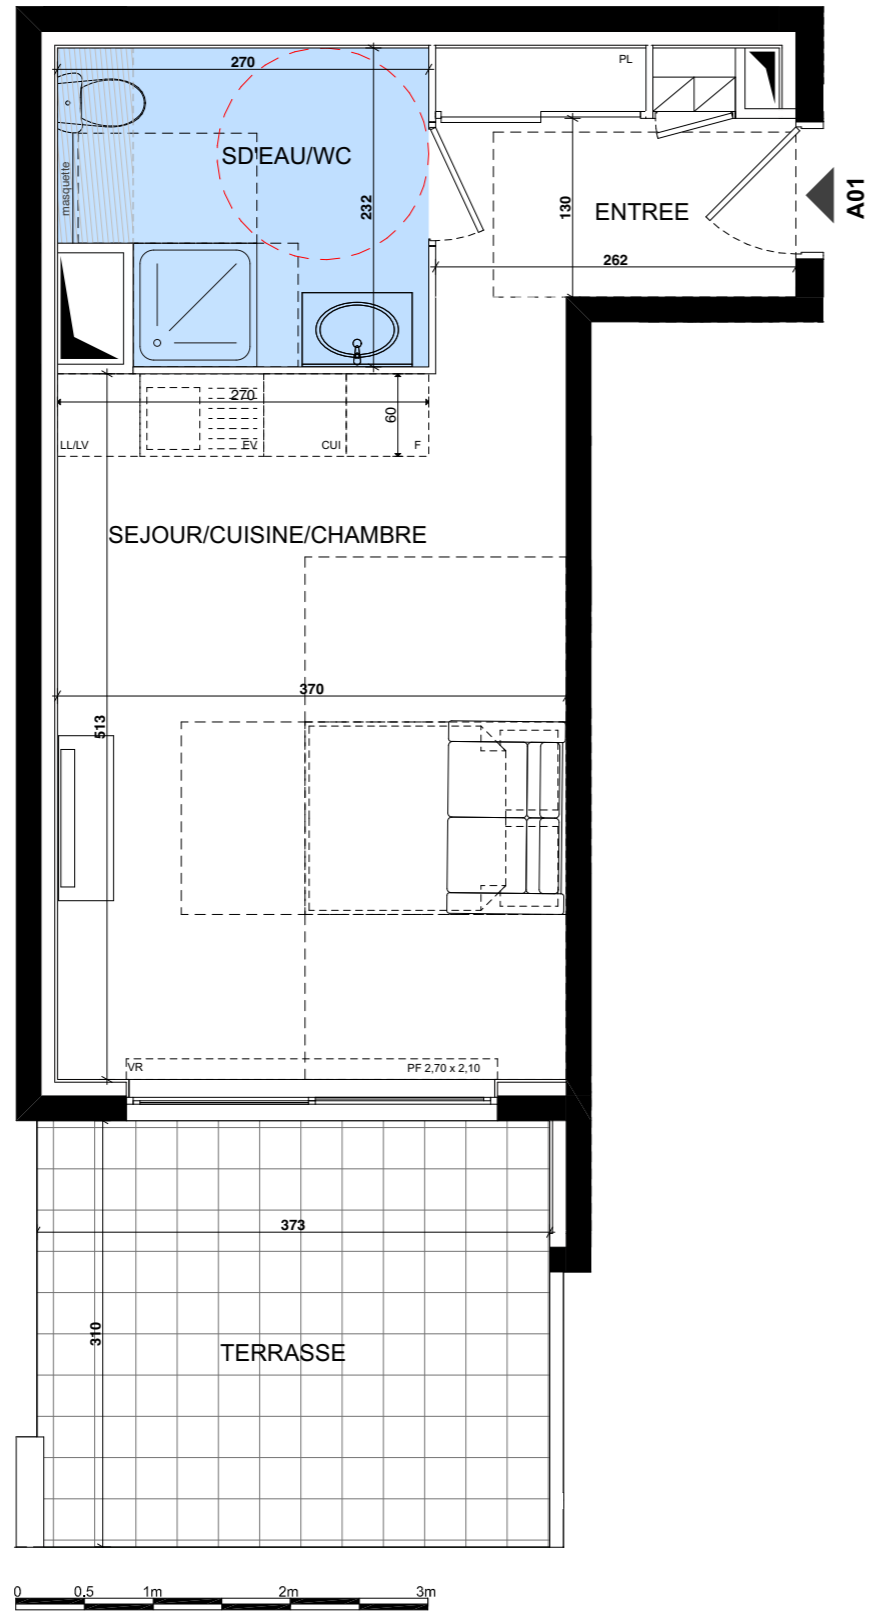 270
PL
SD'EAU/WC
masquette
232
130
ENTREE
262
A01
270
60
LL/LV
EV
CUI
F
SEJOUR/CUISINE/CHAMBRE
370
513
VR
PF 2,70 x 2,10
373
310
TERRASSE
0
0.5
1m
2m
3m